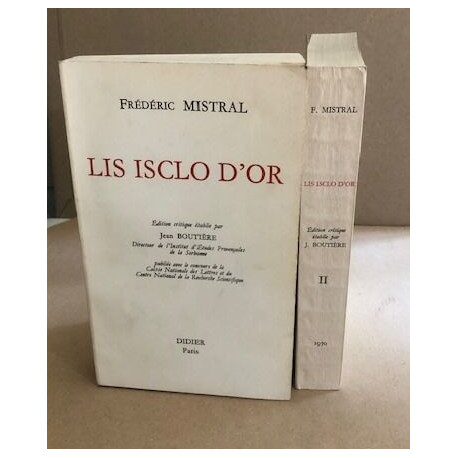 FRÉDÉRIC MISTRAL
LIS ISCLO D'OR
Édition critique établie par
Jean BOUTIÈRE
Directeur de l'Institut d'Études Provençales
de la Sorbonne
publiée avec le concours de la
Caisse Nationale des Lettres et du
Centre National de la Recherche Scientifique
DIDIER
Paris
F. MISTRAL
LIS ISCLO D'OR
Édition critique
établie par
J. BOUTIÈRE
II
1970